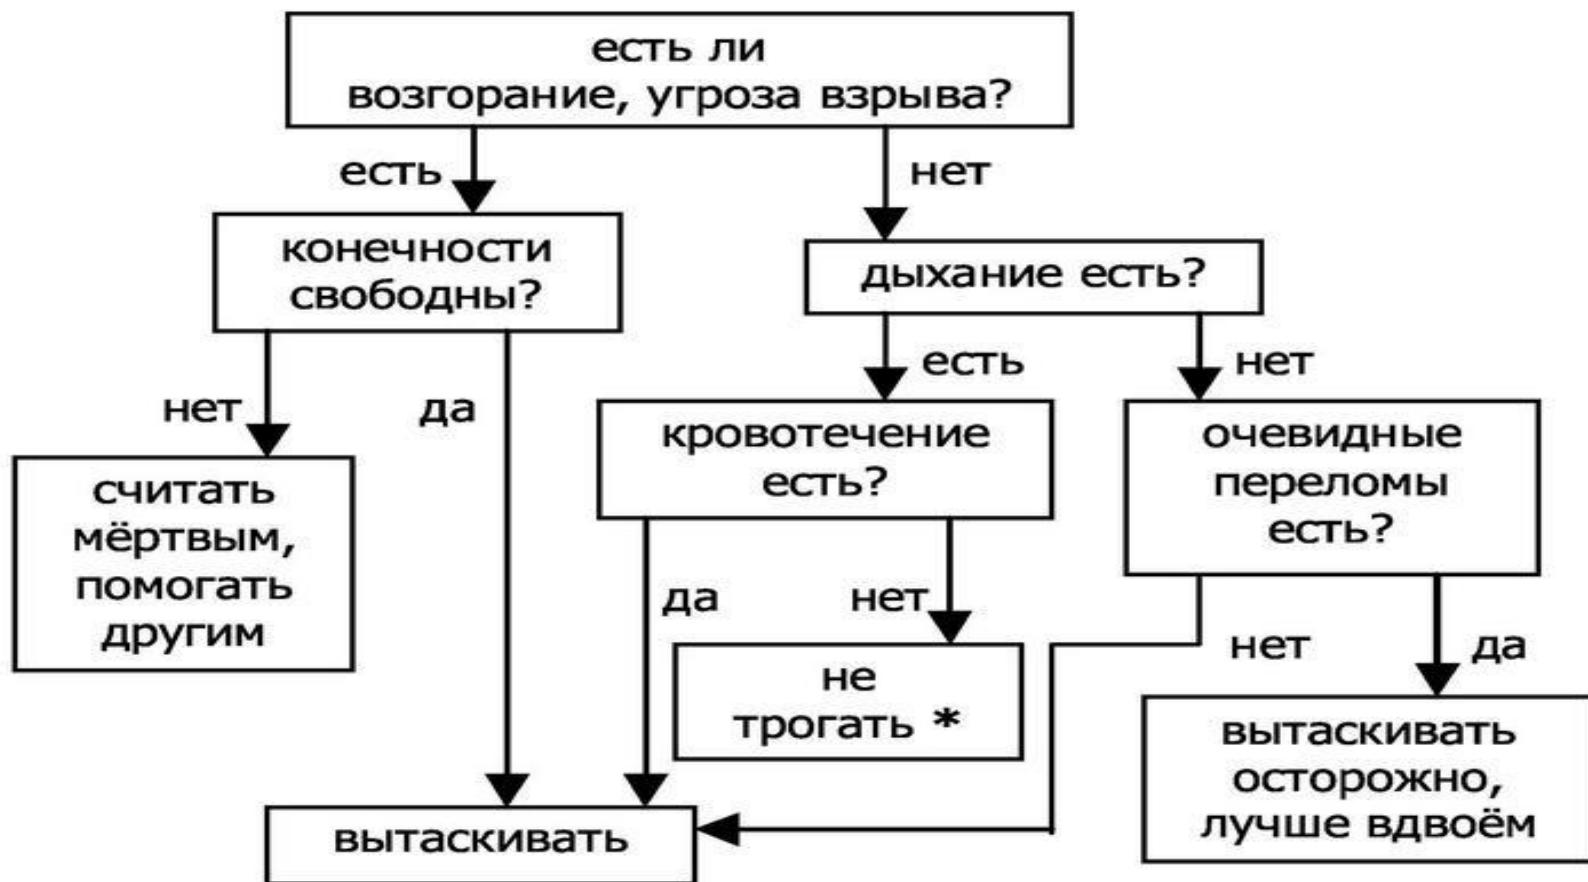 есть ли
возгорание, угроза взрыва?
есть
нет
конечности
свободны?
дыхание есть?
есть
нет
нет
да
кровотечение
есть?
очевидные
переломы
есть?
считать
мёртвым,
помогать
другим
да
нет
нет
да
не
трогать *
вытаскивать
осторожно,
лучше вдвоём
вытаскивать